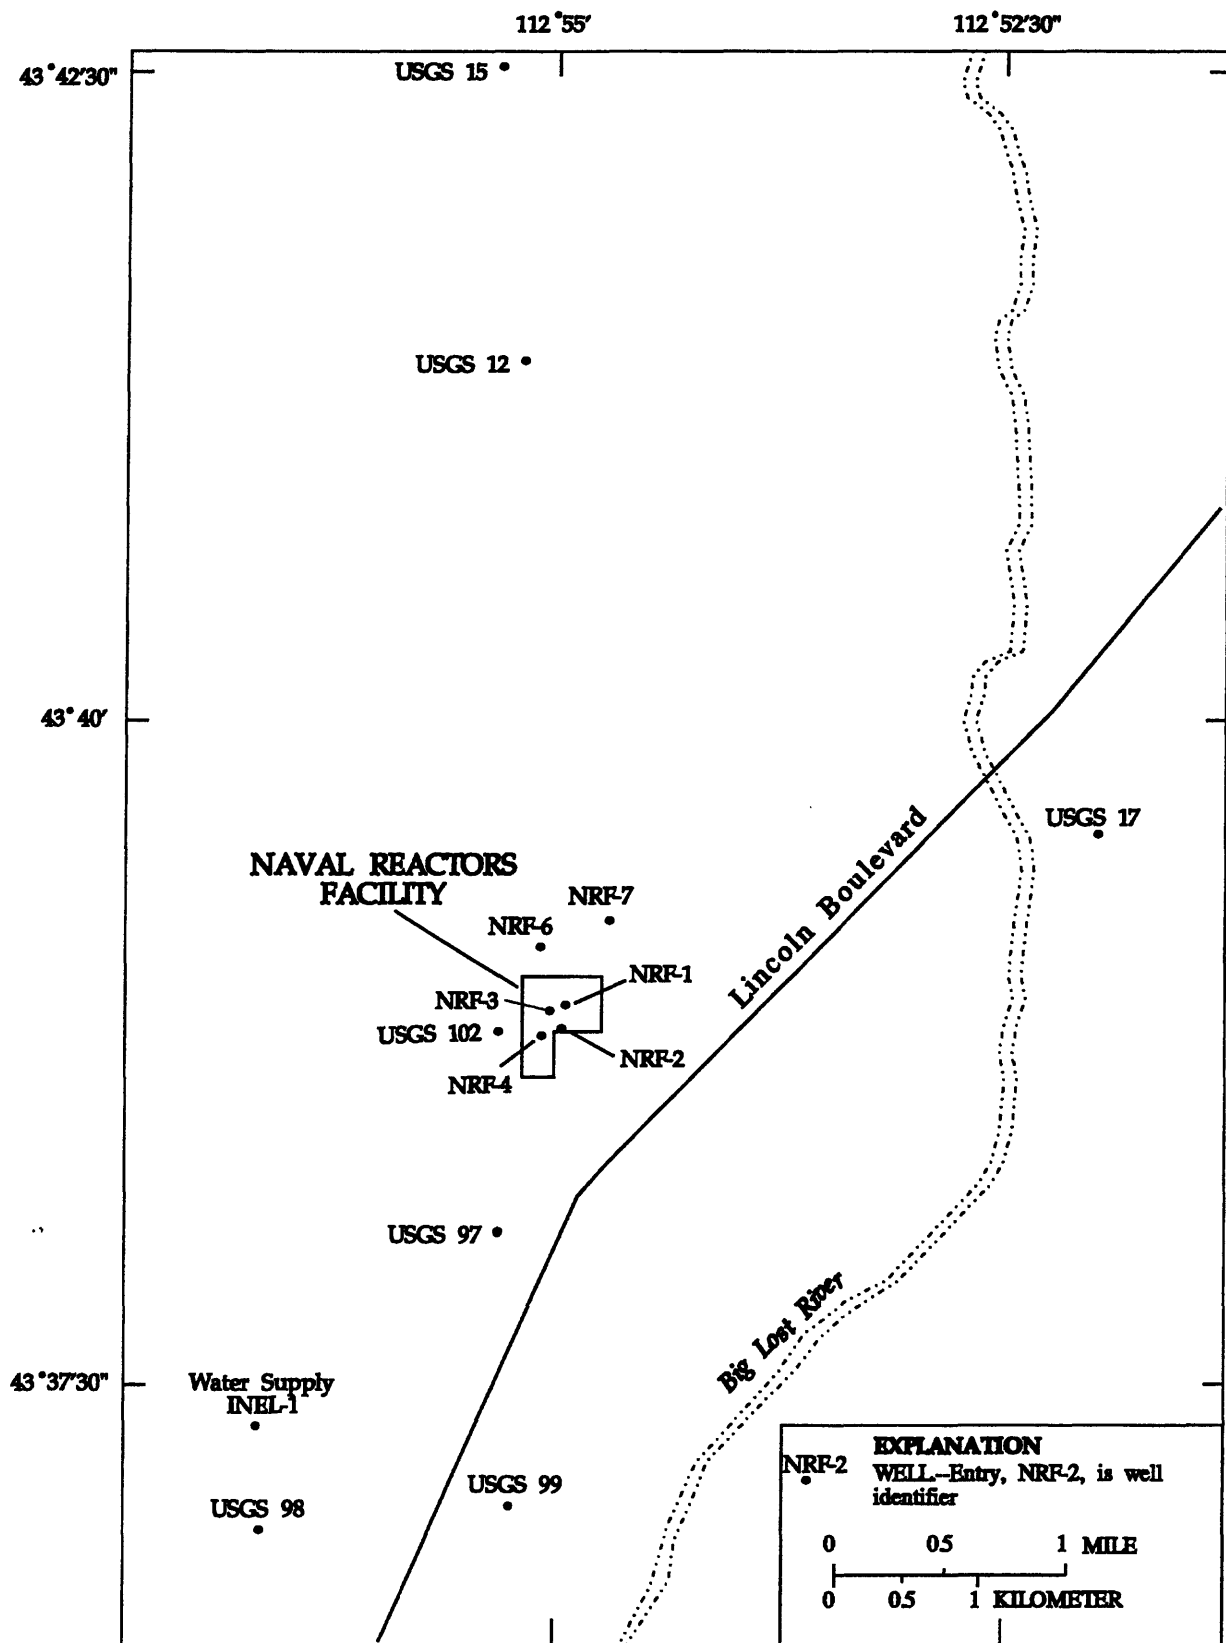 112°55′
112°52′30″
43°42′30″
USGS 15
USGS 12
43°40′
USGS 17
Lincoln Boulevard
NAVAL REACTORS
FACILITY
NRF-7
NRF-6
NRF-1
NRF-3
USGS 102
NRF-2
NRF-4
USGS 97
Big Lost River
43°37′30″
Water Supply
INEL-1
USGS 99
USGS 98
EXPLANATION
NRF-2
WELL--Entry, NRF-2, is well
identifier
0 0.5 1 MILE
0 0.5 1 KILOMETER